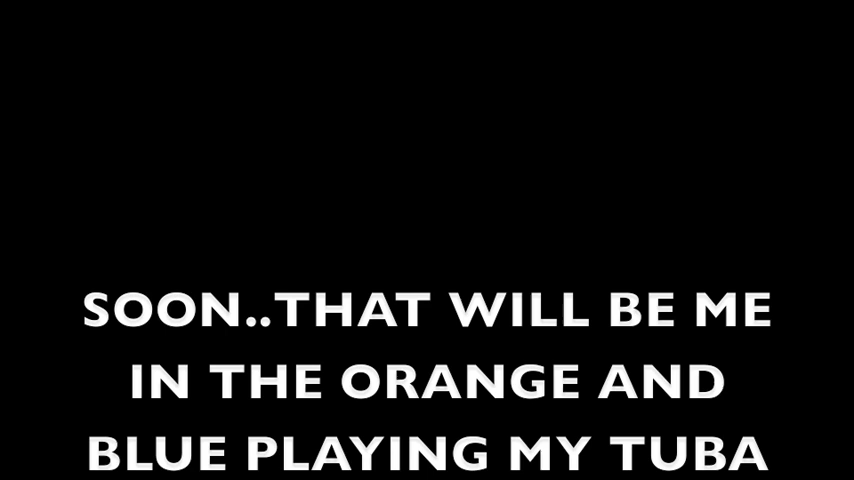 SOON..THAT WILL BE ME
IN THE ORANGE AND
BLUE PLAYING MY TUBA